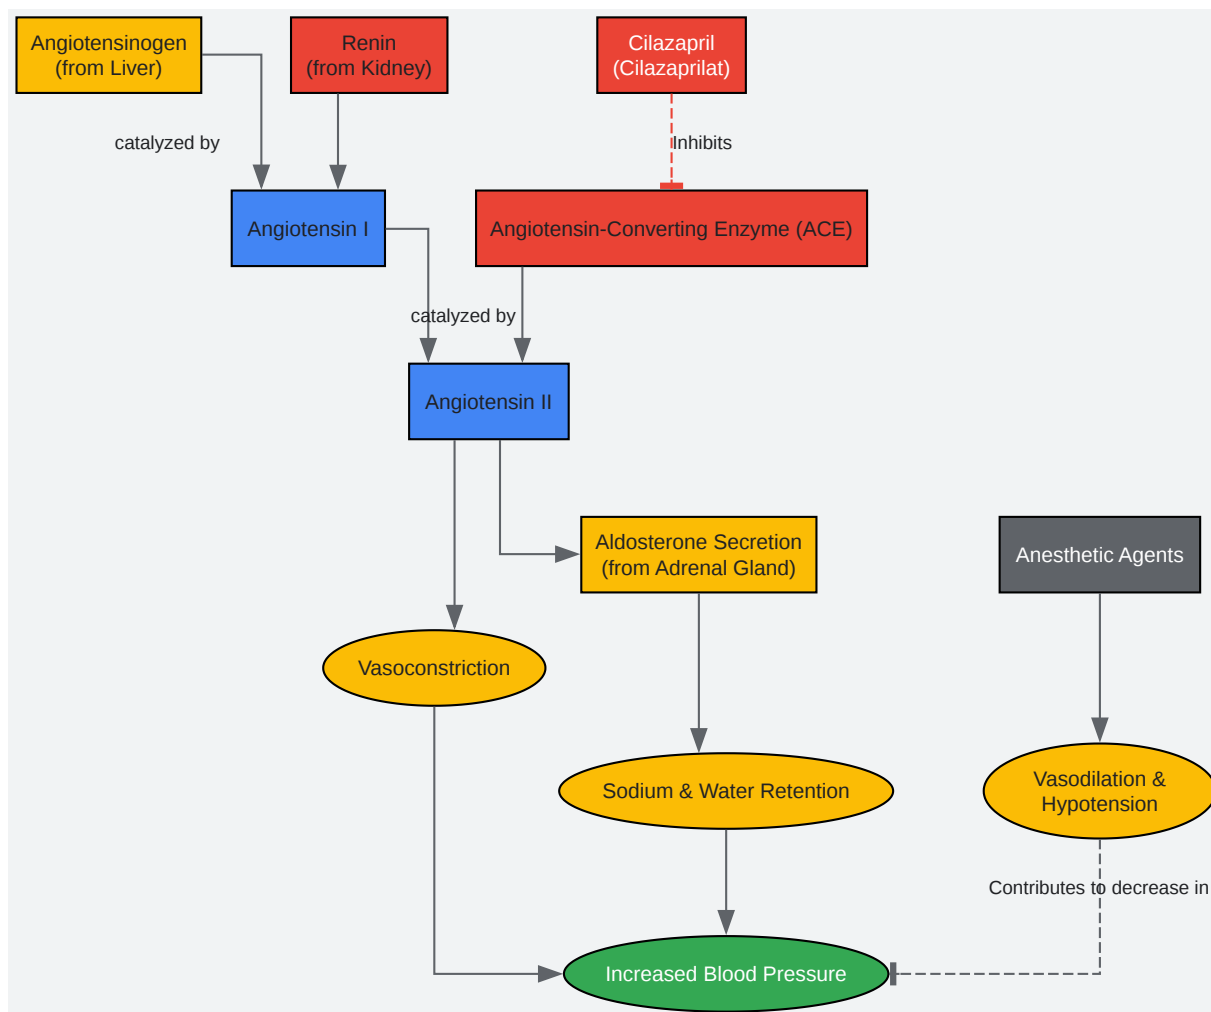 Angiotensinogen
(from Liver)
Renin
(from Kidney)
Cilazapril
(Cilazaprilat)
catalyzed by
Inhibits
Angiotensin I
Angiotensin-Converting Enzyme (ACE)
catalyzed by
Angiotensin II
Aldosterone Secretion
(from Adrenal Gland)
Anesthetic Agents
Vasoconstriction
Sodium & Water Retention
Vasodilation &
Hypotension
Contributes to decrease in
Increased Blood Pressure